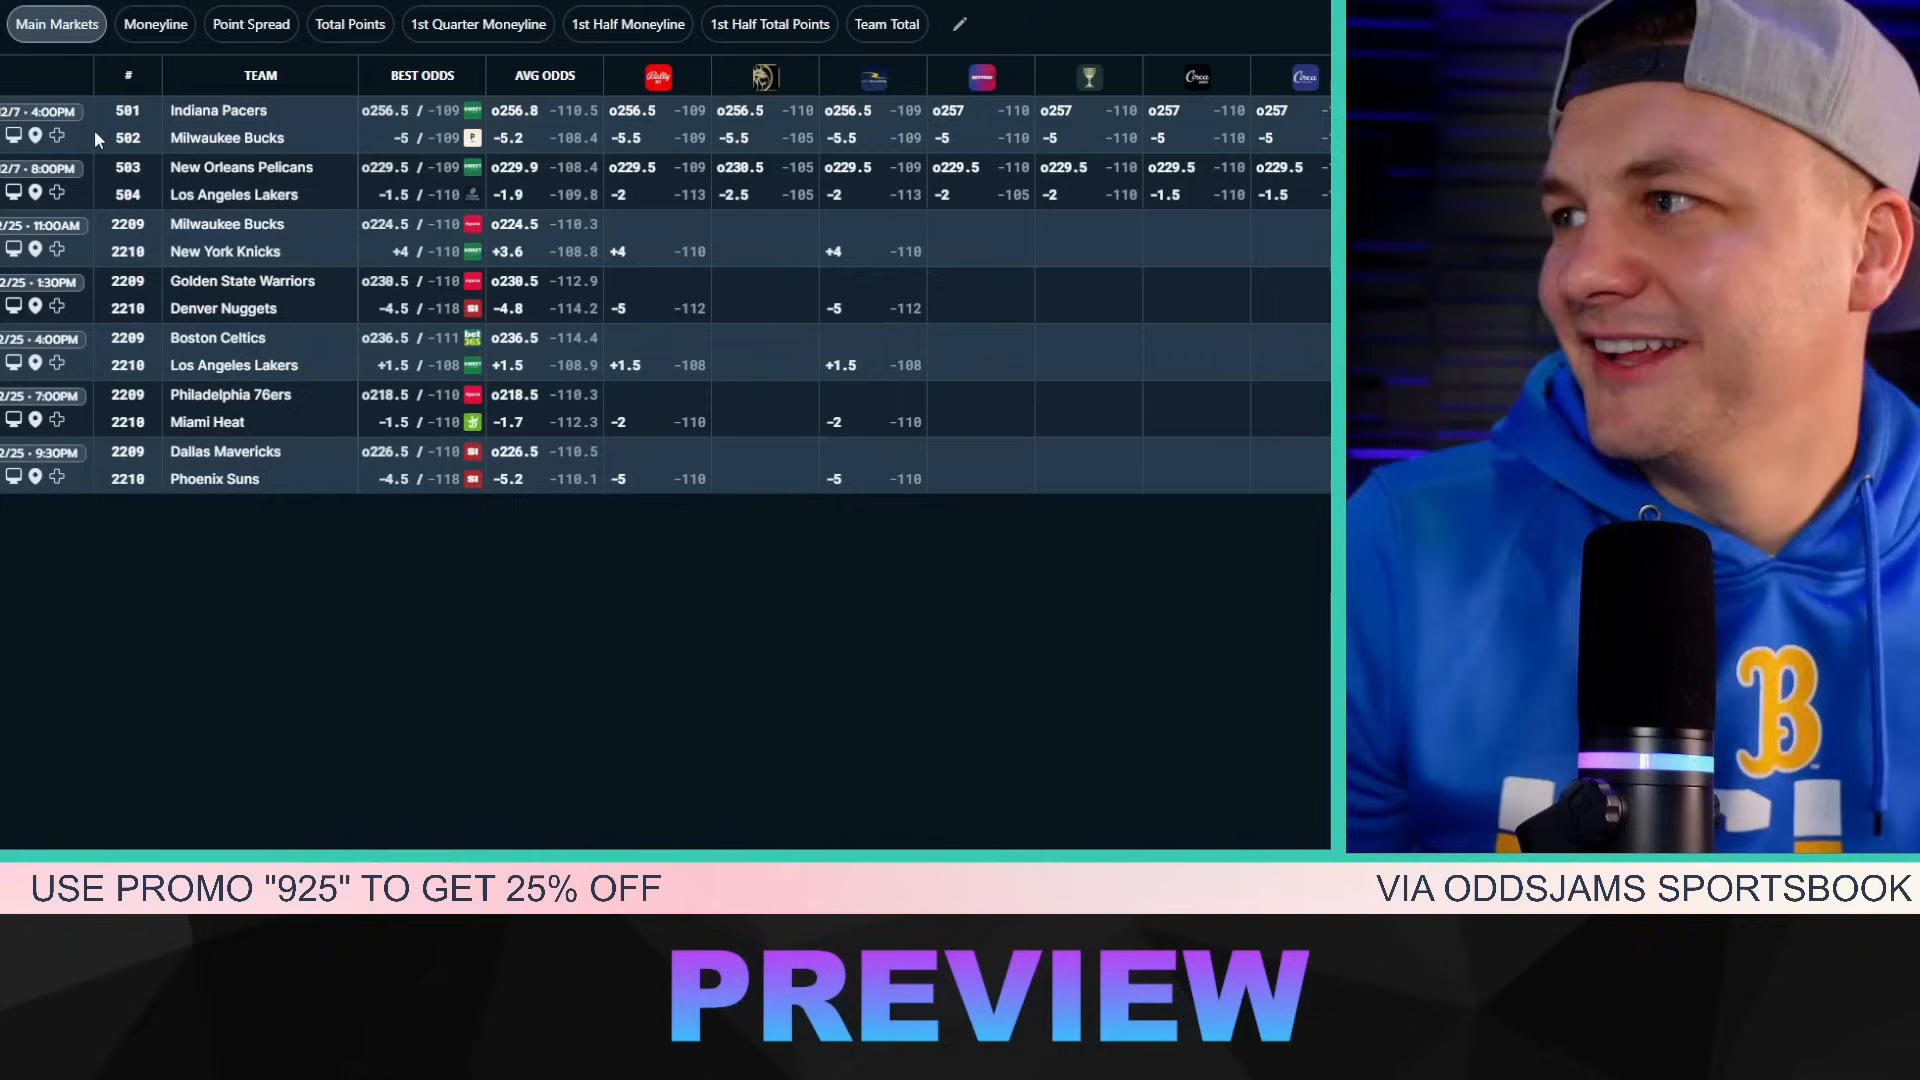 Main Markets Moneyline Point Spread Total Points 1st Quarter Moneyline 1st Half Moneyline 1st Half Total Points Team Total
# TEAM BEST ODDS AVG ODDS Bally BET Circa Circa
2/7 • 4:00PM 501 Indiana Pacers o256.5 / -109 o256.8 -110.5 o256.5 -109 o256.5 -110 o256.5 -109 o257 -110 o257 -110 o257 -110 o257
502 Milwaukee Bucks -5 / -109 -5.2 -108.4 -5.5 -109 -5.5 -105 -5.5 -109 -5 -110 -5 -110 -5 -110 -5
2/7 • 8:00PM 503 New Orleans Pelicans o229.5 / -109 o229.9 -108.4 o229.5 -109 o230.5 -105 o229.5 -109 o229.5 -110 o229.5 -110 o229.5 -110 o229.5
504 Los Angeles Lakers -1.5 / -110 -1.9 -109.8 -2 -113 -2.5 -105 -2 -113 -2 -105 -2 -110 -1.5 -110 -1.5
2/25 • 11:00AM 2209 Milwaukee Bucks o224.5 / -110 o224.5 -110.3
2210 New York Knicks +4 / -110 +3.6 -108.8 +4 -110 +4 -110
2/25 • 1:30PM 2209 Golden State Warriors o230.5 / -110 o230.5 -112.9
2210 Denver Nuggets -4.5 / -118 SI -4.8 -114.2 -5 -112 -5 -112
2/25 • 4:00PM 2209 Boston Celtics o236.5 / -111 bet 365 o236.5 -114.4
2210 Los Angeles Lakers +1.5 / -108 +1.5 -108.9 +1.5 -108 +1.5 -108
2/25 • 7:00PM 2209 Philadelphia 76ers o218.5 / -110 o218.5 -110.3
2210 Miami Heat -1.5 / -110 -1.7 -112.3 -2 -110 -2 -110
2/25 • 9:30PM 2209 Dallas Mavericks o226.5 / -110 SI o226.5 -110.5
2210 Phoenix Suns -4.5 / -118 SI -5.2 -110.1 -5 -110 -5 -110
B
USE PROMO "925" TO GET 25% OFF VIA ODDSJAMS SPORTSBOOK
PREVIEW